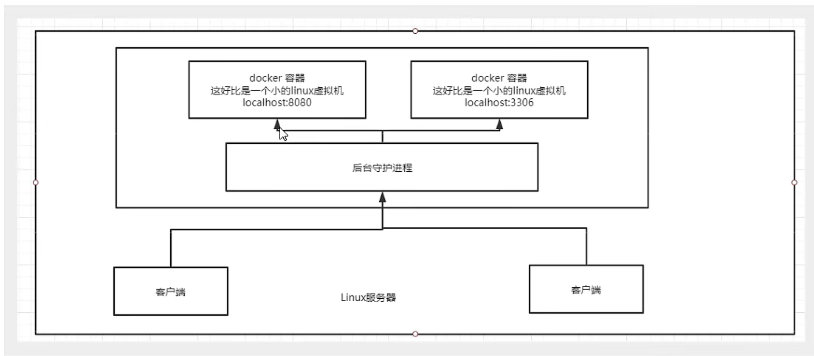 docker 容器
这好比是一个小的linux虚拟机
localhost:8080
docker 容器
这好比是一个小的linux虚拟机
localhost:3306
后台守护进程
客户端
Linux服务器
客户端